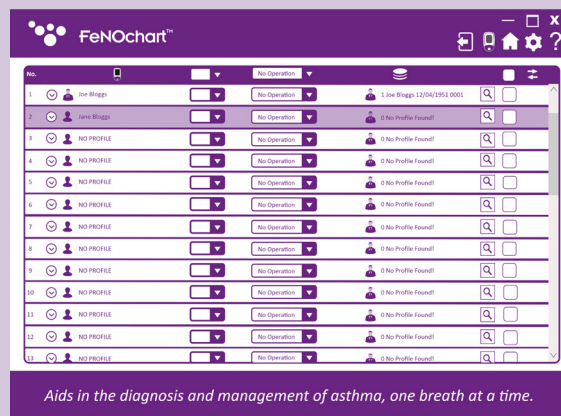 FeNOchart™
No. No Operation
1 Joe Bloggs No Operation 1 Joe Bloggs 12/04/1951 0001
2 Jane Bloggs No Operation 0 No Profile Found!
3 NO PROFILE No Operation 0 No Profile Found!
4 NO PROFILE No Operation 0 No Profile Found!
5 NO PROFILE No Operation 0 No Profile Found!
6 NO PROFILE No Operation 0 No Profile Found!
7 NO PROFILE No Operation 0 No Profile Found!
8 NO PROFILE No Operation 0 No Profile Found!
9 NO PROFILE No Operation 0 No Profile Found!
10 NO PROFILE No Operation 0 No Profile Found!
11 NO PROFILE No Operation 0 No Profile Found!
12 NO PROFILE No Operation 0 No Profile Found!
13 NO PROFILE No Operation 0 No Profile Found!
Aids in the diagnosis and management of asthma, one breath at a time.